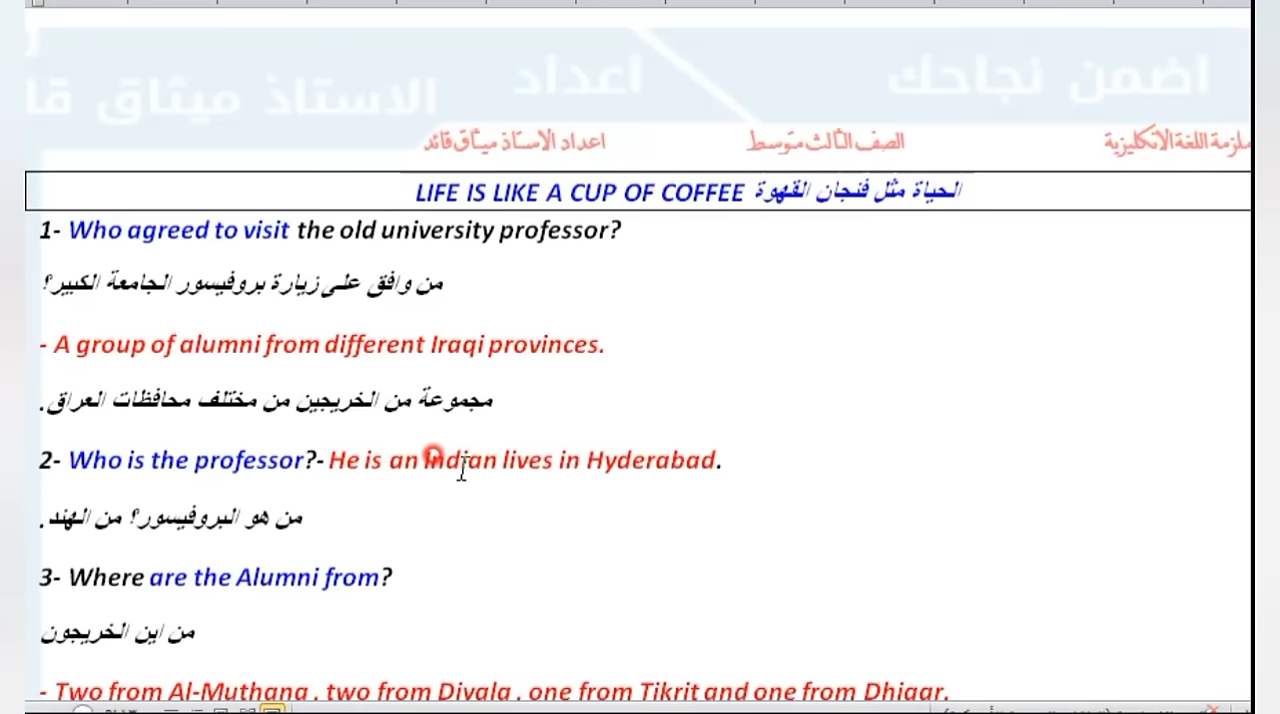 اضمن نجاحك اعداد
الاستاذ ميثاق
ملزمة اللغة الانكليزية الصف الثالث متوسط اعداد الاستاذ ميثاق قائد
LIFE IS LIKE A CUP OF COFFEE الحياة مثل فنجان القهوة
1- Who agreed to visit the old university professor?
من وافق على زيارة بروفيسور الجامعة الكبير؟
- A group of alumni from different Iraqi provinces.
مجموعة من الخريجين من مختلف محافظات العراق.
2- Who is the professor?- He is an Indian lives in Hyderabad.
من هو البروفيسور؟ من الهند.
3- Where are the Alumni from?
من اين الخريجون
- Two from Al-Muthana , two from Diyala , one from Tikrit and one from Dhiqar.